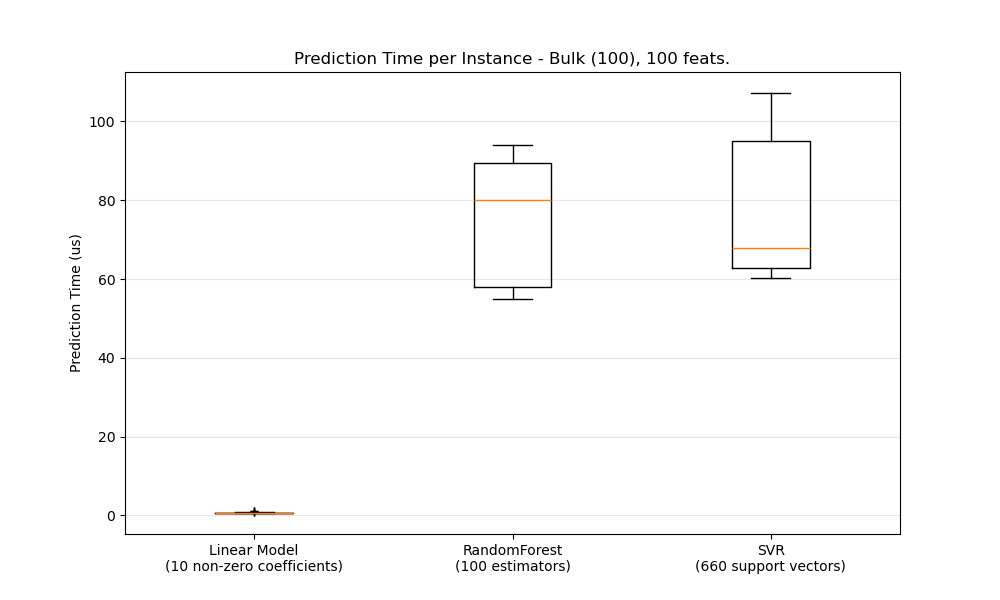 Prediction Time per Instance - Bulk (100), 100 feats.
Prediction Time (us)
100
80
60
40
20
0
Linear Model
(10 non-zero coefficients)
RandomForest
(100 estimators)
SVR
(660 support vectors)